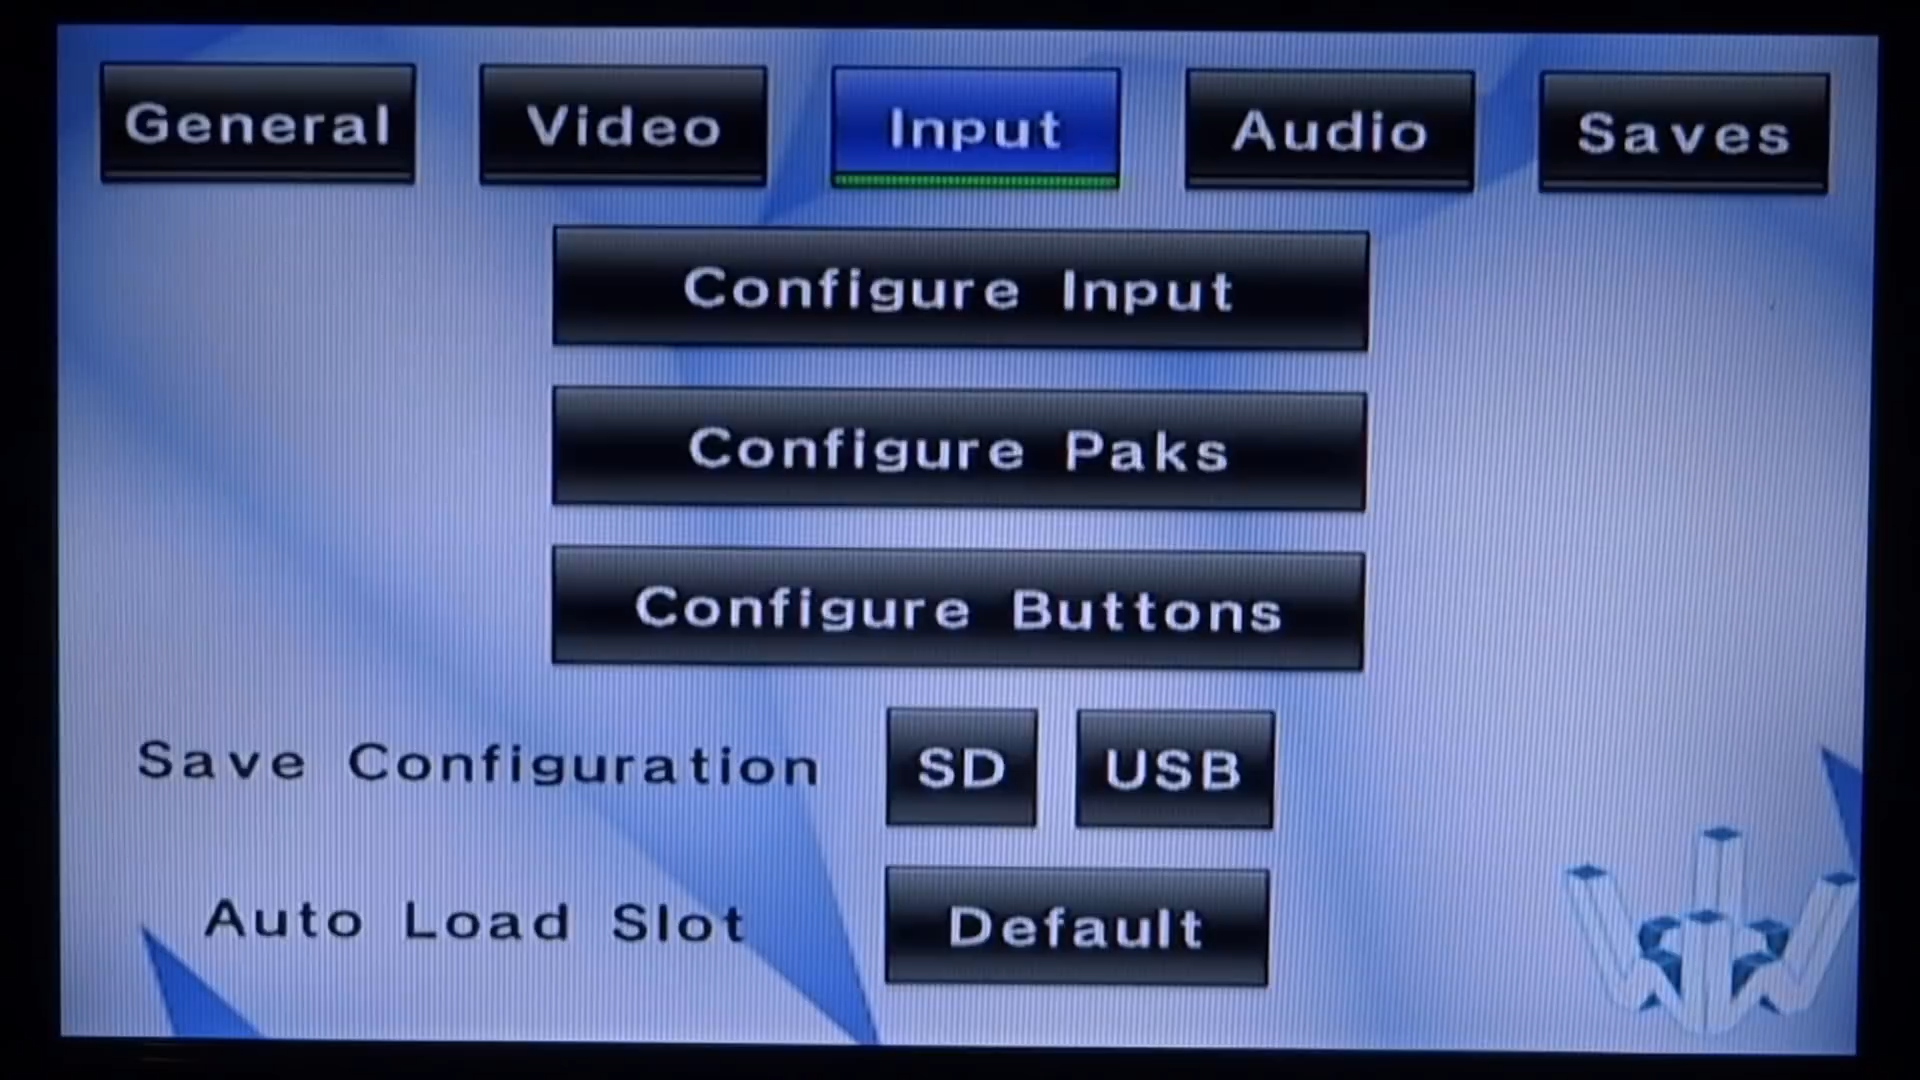 General Video Input Audio Saves
Configure Input
Configure Paks
Configure Buttons
Save Configuration SD USB
Auto Load Slot Default